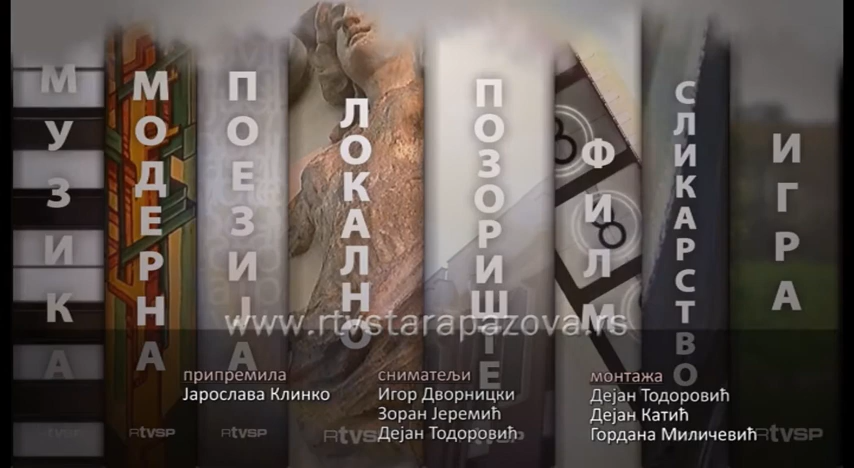 МУЗИКА
МОДЕРНА
ПОЕЗИЈА
ЛОКАЛНО
ПОЗОРИШТЕ
ФИЛМ
СЛИКАРСТВО
ИГРА
www.rtvstarapazova.rs
припремила
Јарослава Клинко
сниматељи
Игор Дворницки
Зоран Јеремић
Дејан Тодоровић
монтажа
Дејан Тодоровић
Дејан Катић
Гордана Миличевић
RTVSP
RTVSP
RTVSP
RTVSP